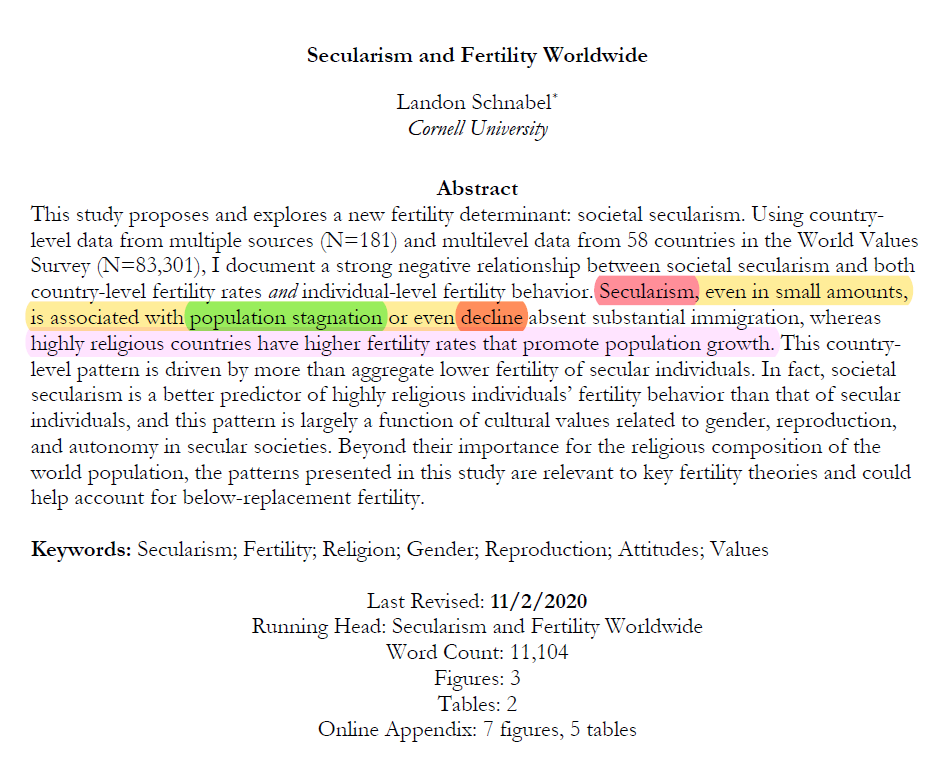 Secularism and Fertility Worldwide
Landon Schnabel*
Cornell University
Abstract
This study proposes and explores a new fertility determinant: societal secularism. Using country-
level data from multiple sources (N=181) and multilevel data from 58 countries in the World Values
Survey (N=83,301), I document a strong negative relationship between societal secularism and both
country-level fertility rates and individual-level fertility behavior. Secularism, even in small amounts,
is associated with population stagnation or even decline absent substantial immigration, whereas
highly religious countries have higher fertility rates that promote population growth. This country-
level pattern is driven by more than aggregate lower fertility of secular individuals. In fact, societal
secularism is a better predictor of highly religious individuals’ fertility behavior than that of secular
individuals, and this pattern is largely a function of cultural values related to gender, reproduction,
and autonomy in secular societies. Beyond their importance for the religious composition of the
world population, the patterns presented in this study are relevant to key fertility theories and could
help account for below-replacement fertility.
Keywords: Secularism; Fertility; Religion; Gender; Reproduction; Attitudes; Values
Last Revised: 11/2/2020
Running Head: Secularism and Fertility Worldwide
Word Count: 11,104
Figures: 3
Tables: 2
Online Appendix: 7 figures, 5 tables